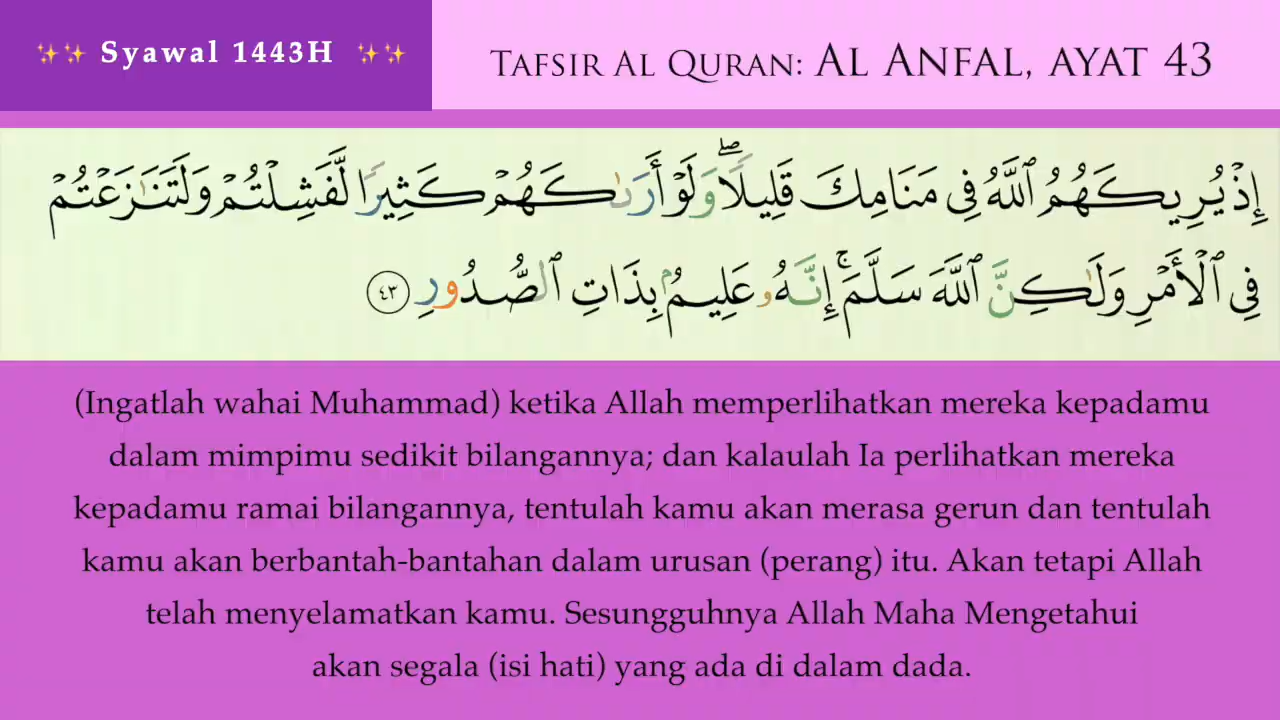 ✨✨ Syawal 1443H ✨✨
Tafsir Al Quran: Al Anfal, ayat 43
إِذْ يُرِيكَهُمُ ٱللَّهُ فِى مَنَامِكَ قَلِيلًا ۖ وَلَوْ أَرَىٰكَهُمْ كَثِيرًا لَّفَشِلْتُمْ وَلَتَنَـٰزَعْتُمْ
فِى ٱلْأَمْرِ وَلَـٰكِنَّ ٱللَّهَ سَلَّمَ ۚ إِنَّهُۥ عَلِيمٌۢ بِذَاتِ ٱلصُّدُورِ ٤٣
(Ingatlah wahai Muhammad) ketika Allah memperlihatkan mereka kepadamu
dalam mimpimu sedikit bilangannya; dan kalaulah Ia perlihatkan mereka
kepadamu ramai bilangannya, tentulah kamu akan merasa gerun dan tentulah
kamu akan berbantah-bantahan dalam urusan (perang) itu. Akan tetapi Allah
telah menyelamatkan kamu. Sesungguhnya Allah Maha Mengetahui
akan segala (isi hati) yang ada di dalam dada.